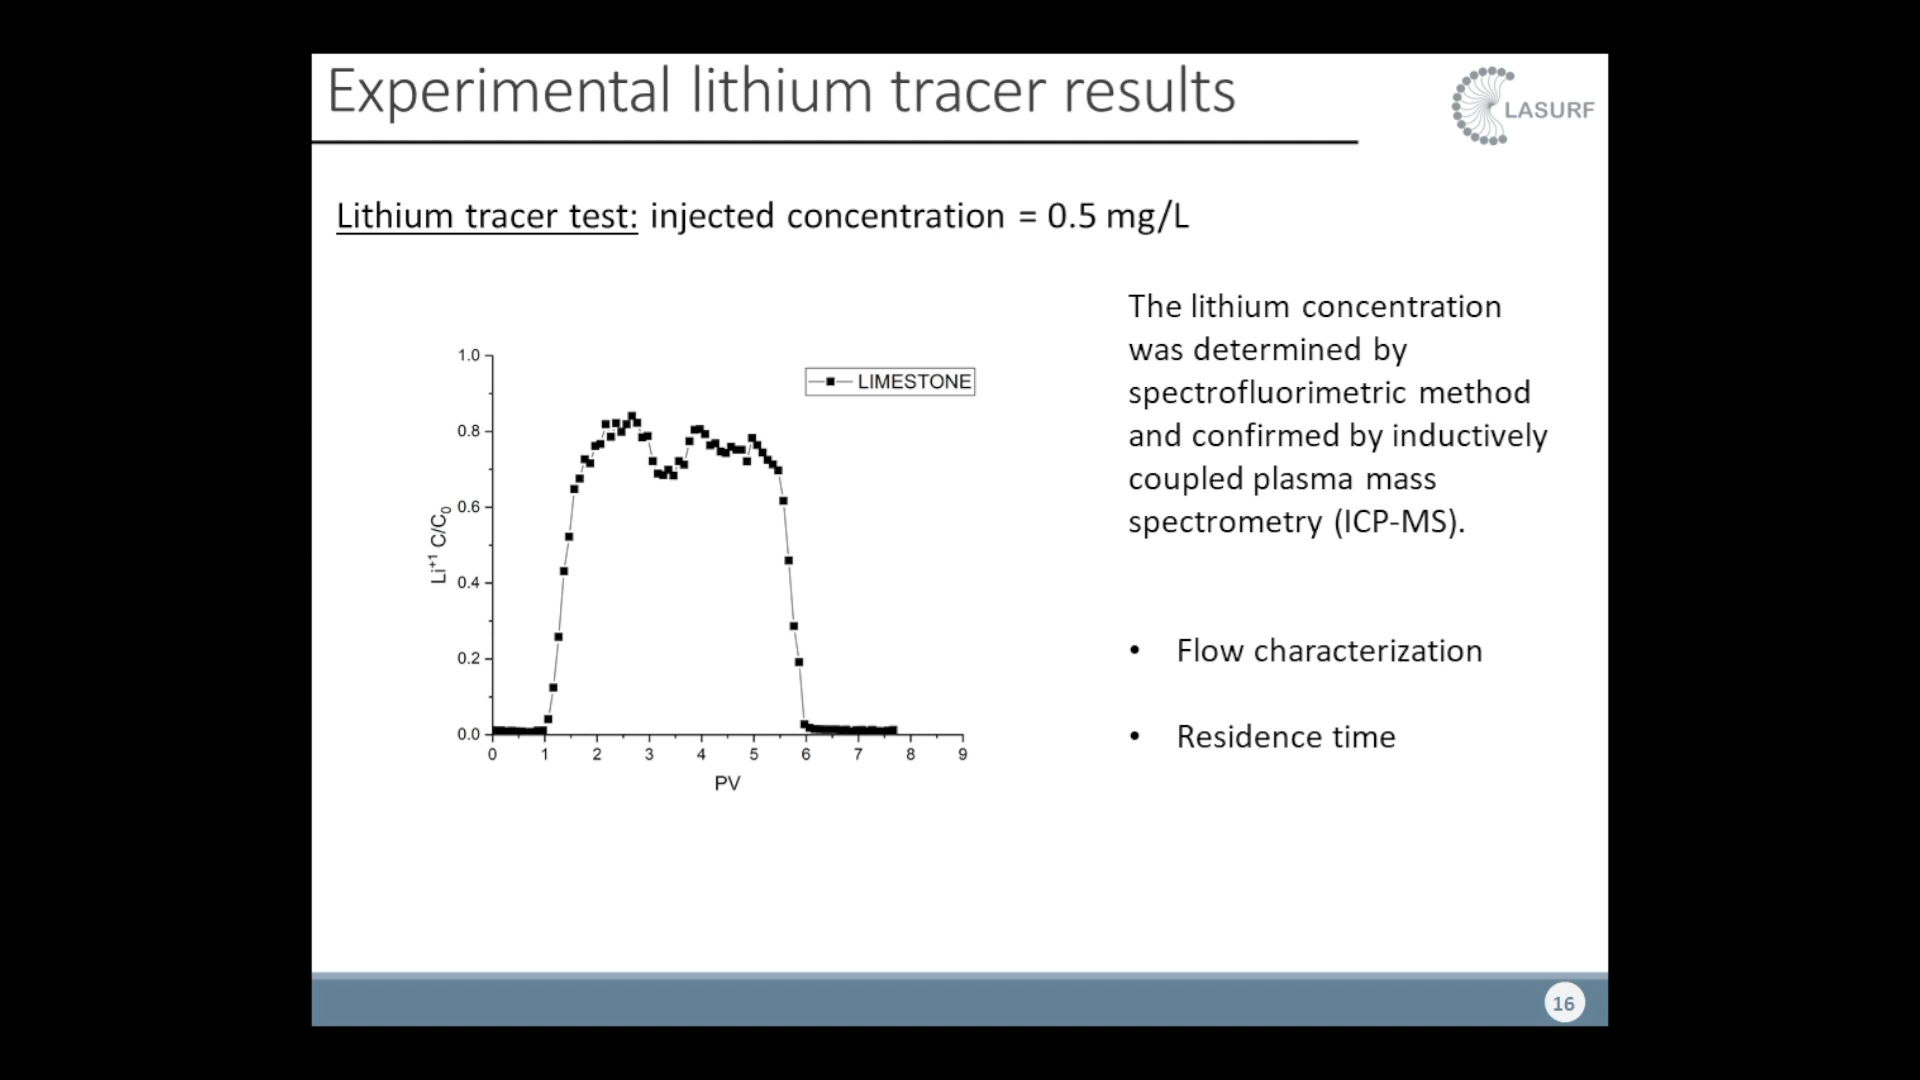 Experimental lithium tracer results
LASURF
Lithium tracer test: injected concentration = 0.5 mg/L
The lithium concentration
was determined by
spectrofluorimetric method
and confirmed by inductively
coupled plasma mass
spectrometry (ICP-MS).
• Flow characterization
• Residence time
LIMESTONE
Li⁺¹ C/C₀
1.0
0.8
0.6
0.4
0.2
0.0
0 1 2 3 4 5 6 7 8 9
PV
16